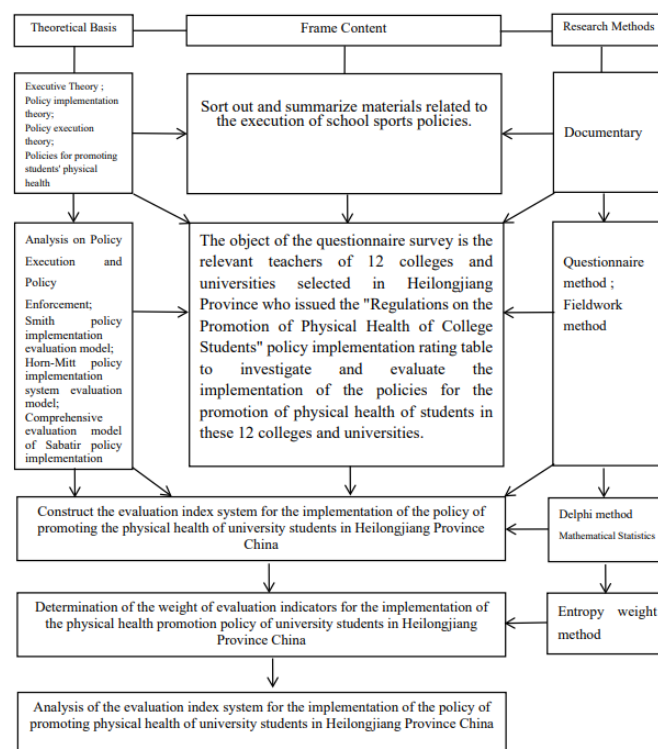 Theoretical Basis
Frame Content
Research Methods
Executive Theory ;
Policy implementation
theory;
Policy execution
theory;
Policies for promoting
students' physical
health
Sort out and summarize materials related to
the execution of school sports policies.
Documentary
Analysis on Policy
Execution and
Policy
Enforcement;
Smith policy
implementation
evaluation model;
Horn-Mitt policy
implementation
system evaluation
model;
Comprehensive
evaluation model
of Sabatir policy
implementation
The object of the questionnaire survey is the
relevant teachers of 12 colleges and
universities selected in Heilongjiang
Province who issued the "Regulations on the
Promotion of Physical Health of College
Students" policy implementation rating table
to investigate and evaluate the
implementation of the policies for the
promotion of physical health of students in
these 12 colleges and universities.
Questionnaire
method ;
Fieldwork
method
Construct the evaluation index system for the implementation of the policy of
promoting the physical health of university students in Heilongjiang Province
China
Delphi method
Mathematical Statistics
Determination of the weight of evaluation indicators for the implementation of
the physical health promotion policy of university students in Heilongjiang
Province China
Entropy weight
method
Analysis of the evaluation index system for the implementation of the policy of
promoting physical health of university students in Heilongjiang Province China